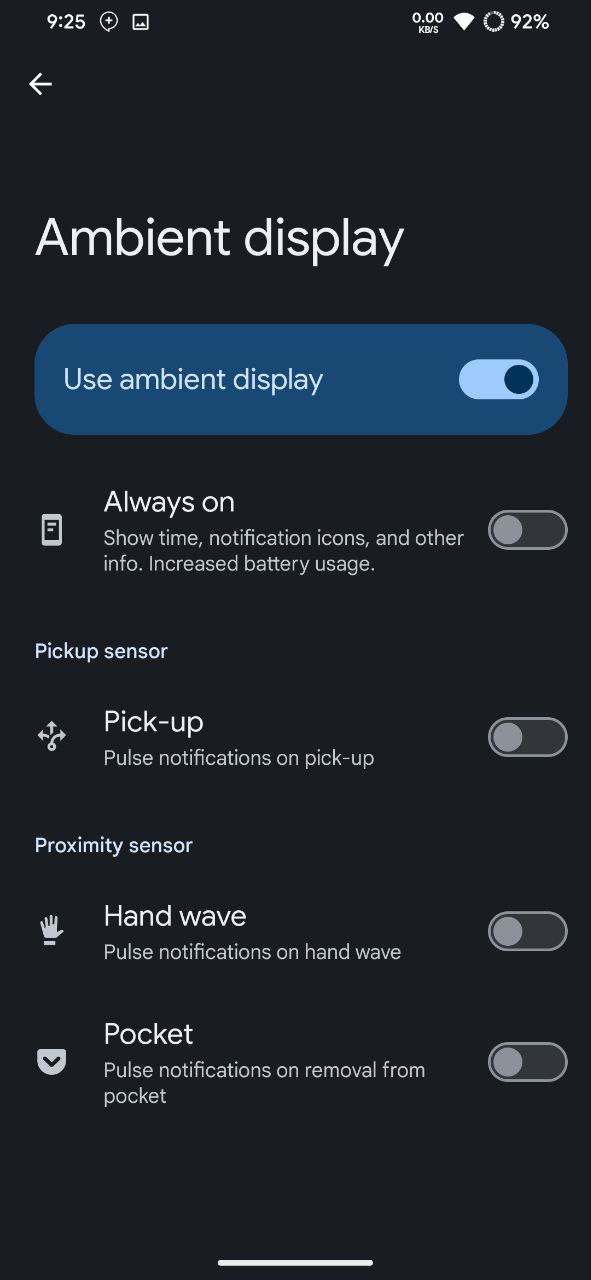 9:25
0.00
KB/S
92%
Ambient display
Use ambient display
Always on
Show time, notification icons, and other
info. Increased battery usage.
Pickup sensor
Pick-up
Pulse notifications on pick-up
Proximity sensor
Hand wave
Pulse notifications on hand wave
Pocket
Pulse notifications on removal from
pocket